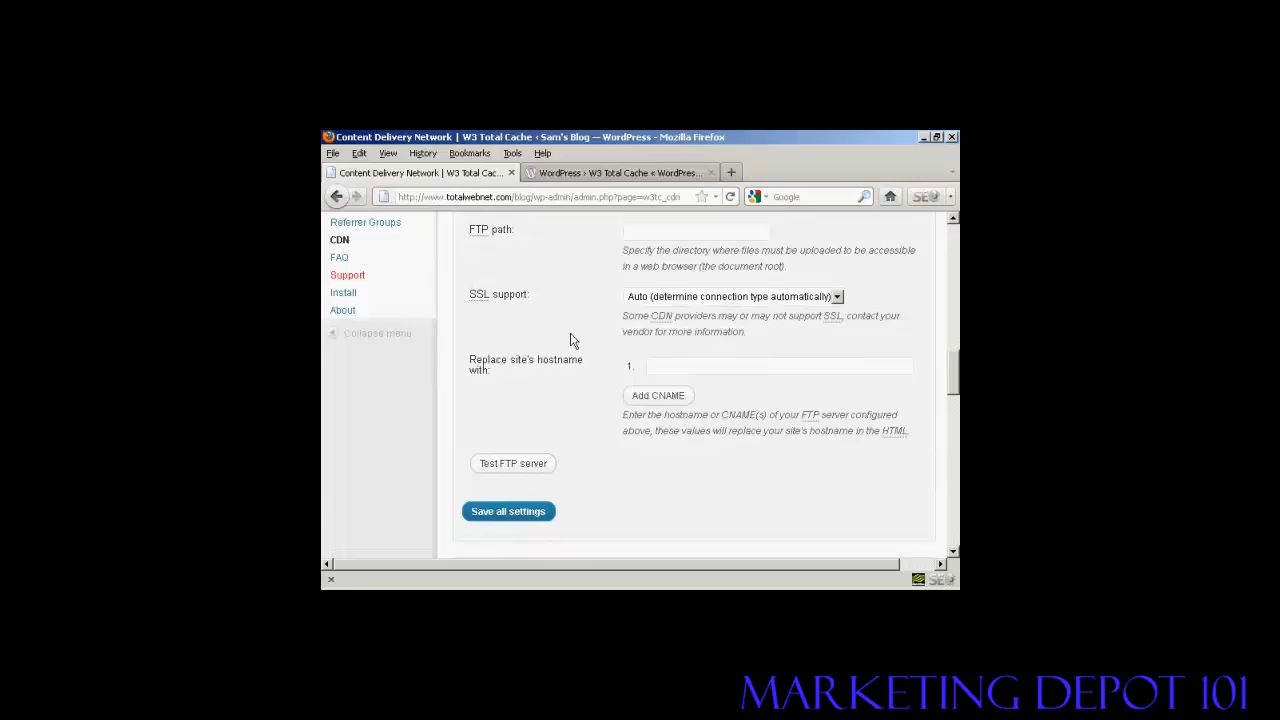 Content Delivery Network | W3 Total Cache ‹ Sam's Blog — WordPress - Mozilla Firefox
File Edit View History Bookmarks Tools Help
Content Delivery Network | W3 Total Cac... × WordPress › W3 Total Cache « WordPres... × +
http://www.totalwebnet.com/blog/wp-admin/admin.php?page=w3tc_cdn Google SEO
Referrer Groups
CDN
FAQ
Support
Install
About
Collapse menu
FTP path:
Specify the directory where files must be uploaded to be accessible
in a web browser (the document root).
SSL support:
Auto (determine connection type automatically)
Some CDN providers may or may not support SSL, contact your
vendor for more information.
Replace site's hostname
with:
1.
Add CNAME
Enter the hostname or CNAME(s) of your FTP server configured
above, these values will replace your site's hostname in the HTML.
Test FTP server
Save all settings
× SEO
MARKETING DEPOT 101